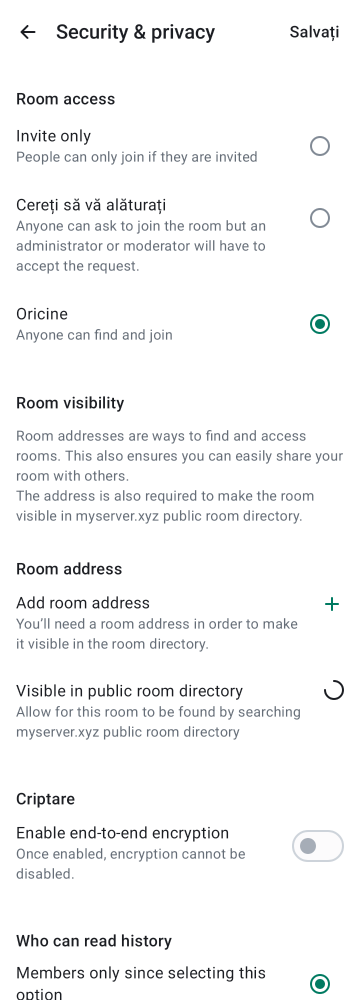 Security & privacy
Salvați
Room access
Invite only
People can only join if they are invited
Cereți să vă alăturați
Anyone can ask to join the room but an
administrator or moderator will have to
accept the request.
Oricine
Anyone can find and join
Room visibility
Room addresses are ways to find and access
rooms. This also ensures you can easily share your
room with others.
The address is also required to make the room
visible in myserver.xyz public room directory.
Room address
Add room address
You’ll need a room address in order to make
it visible in the room directory.
Visible in public room directory
Allow for this room to be found by searching
myserver.xyz public room directory
Criptare
Enable end-to-end encryption
Once enabled, encryption cannot be
disabled.
Who can read history
Members only since selecting this
option